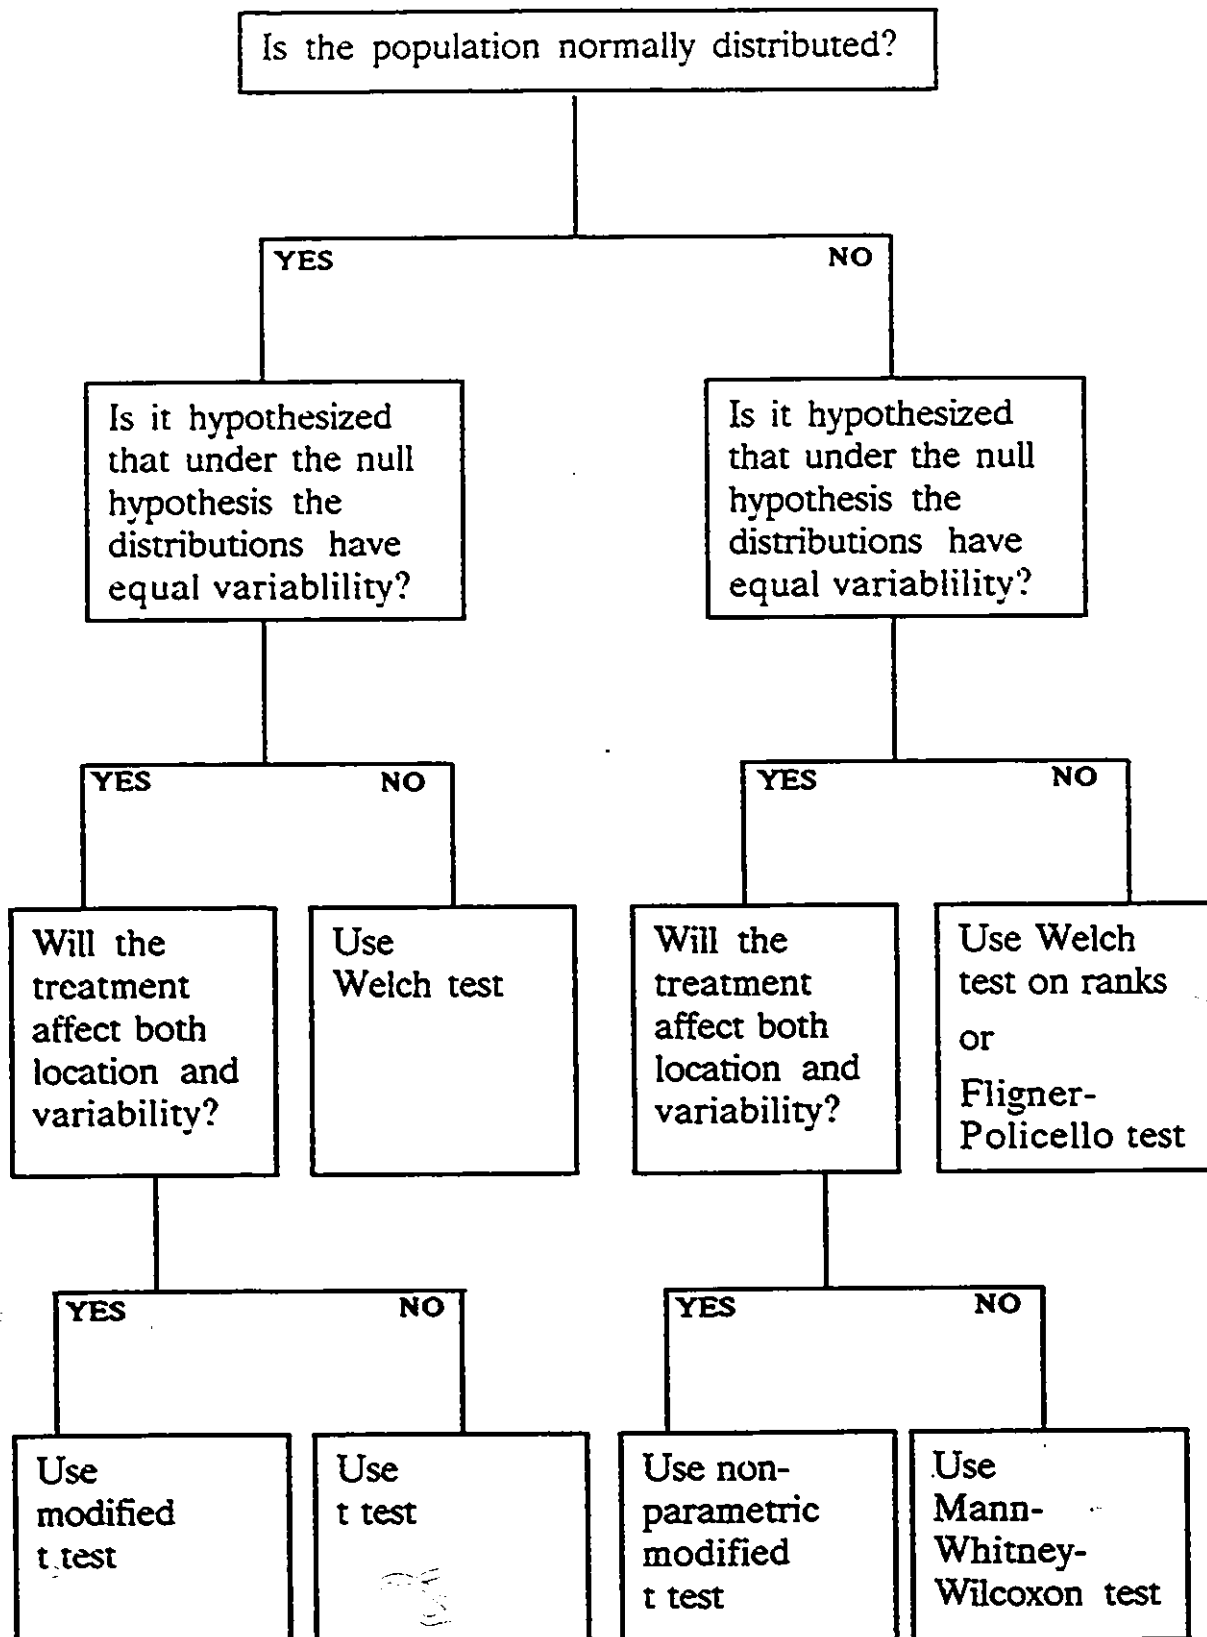 Is the population normally distributed?
YES
NO
Is it hypothesized
that under the null
hypothesis the
distributions have
equal variablility?
Is it hypothesized
that under the null
hypothesis the
distributions have
equal variablility?
YES
NO
YES
NO
Will the
treatment
affect both
location and
variability?
Use
Welch test
Will the
treatment
affect both
location and
variability?
Use Welch
test on ranks
or
Fligner-
Policello test
YES
NO
YES
NO
Use
modified
t test
Use
t test
Use non-
parametric
modified
t test
Use
Mann-
Whitney-
Wilcoxon test